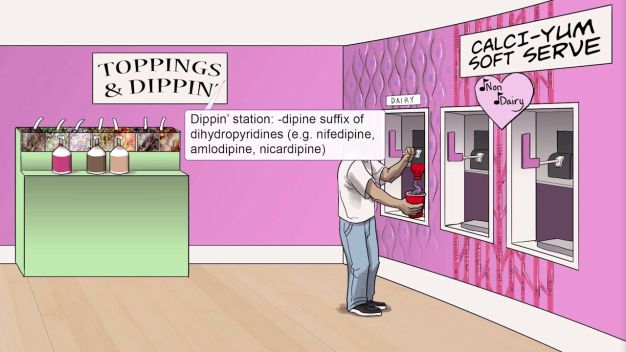 TOPPINGS
& DIPPIN'
Dippin' station: -dipine suffix of
dihydropyridines (e.g. nifedipine,
amlodipine, nicardipine)
DAIRY
CALCI-YUM
SOFT SERVE
Non
Dairy